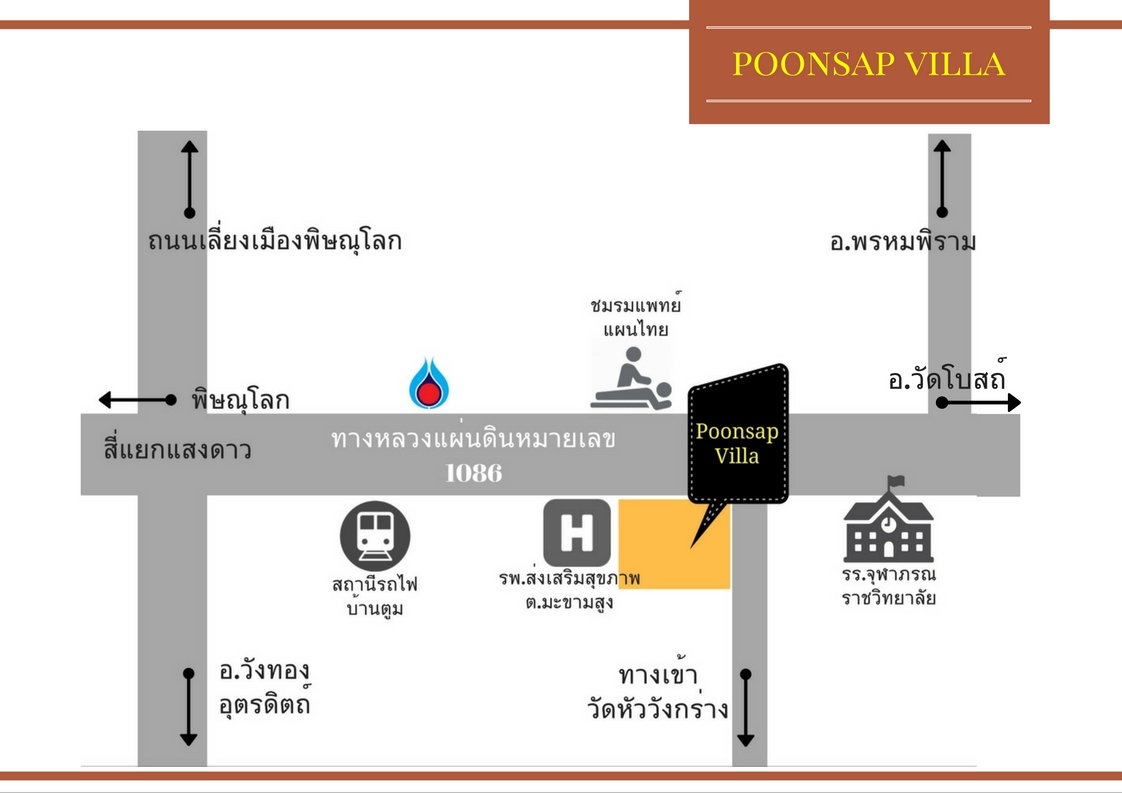 POONSAP VILLA
ถนนเลี่ยงเมืองพิษณุโลก
อ.พรหมพิราม
ชมรมแพทย์
แผนไทย
พิษณุโลก
อ.วัดโบสถ์
สี่แยกแสงดาว
ทางหลวงแผ่นดินหมายเลข
1086
Poonsap
Villa
H
สถานีรถไฟ
บ้านตูม
รพ.ส่งเสริมสุขภาพ
ต.มะขามสูง
รร.จุฬาภรณ
ราชวิทยาลัย
อ.วังทอง
อุตรดิตถ์
ทางเข้า
วัดหัววังกร่าง